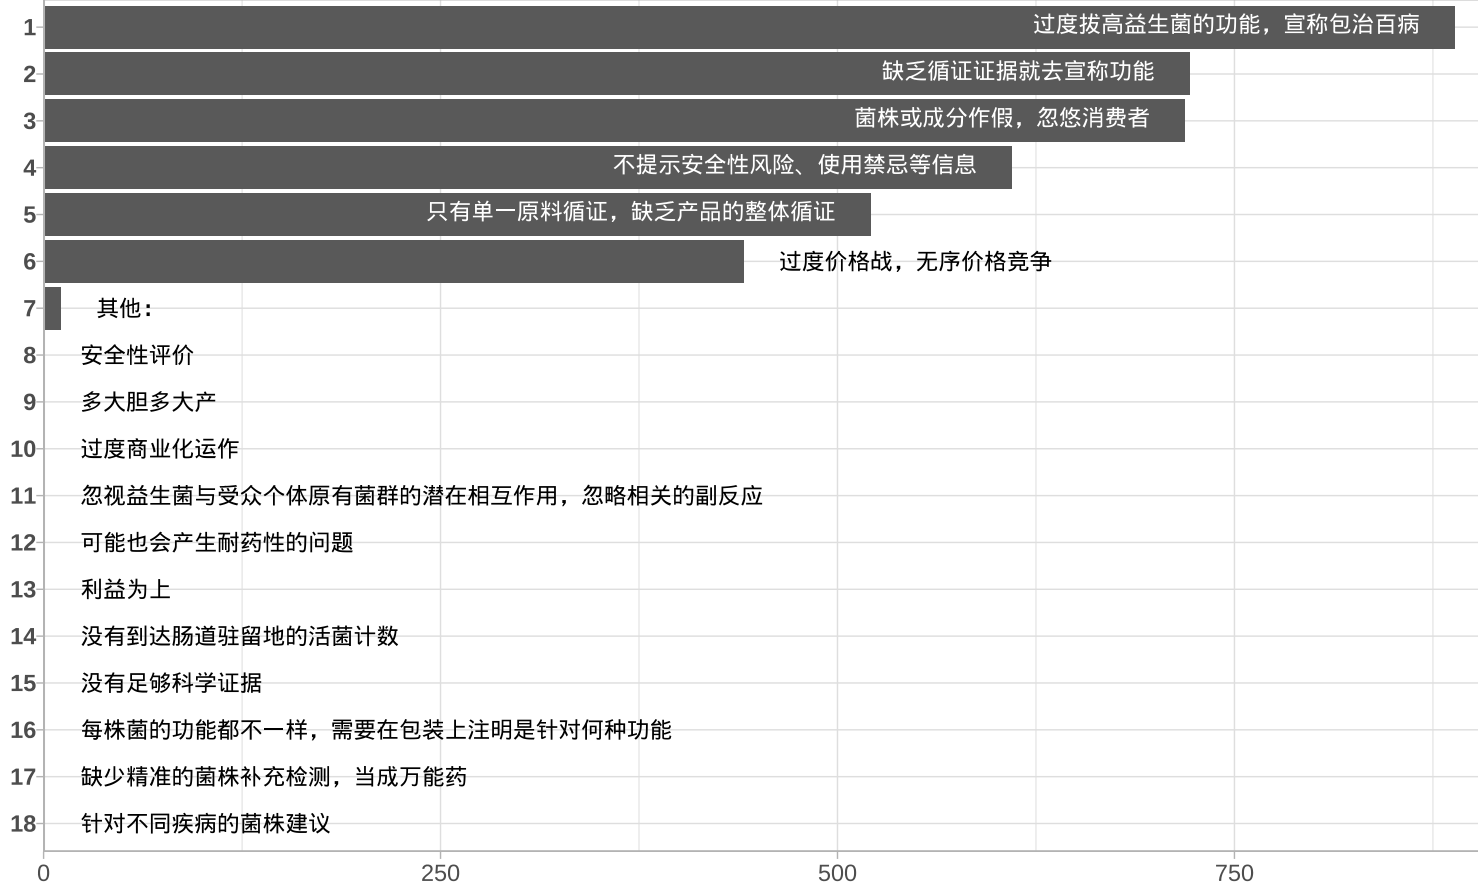 1 过度拔高益生菌的功能，宣称包治百病
2 缺乏循证证据就去宣称功能
3 菌株或成分作假，忽悠消费者
4 不提示安全性风险、使用禁忌等信息
5 只有单一原料循证，缺乏产品的整体循证
6 过度价格战，无序价格竞争
7 其他：
8 安全性评价
9 多大胆多大产
10 过度商业化运作
11 忽视益生菌与受众个体原有菌群的潜在相互作用，忽略相关的副反应
12 可能也会产生耐药性的问题
13 利益为上
14 没有到达肠道驻留地的活菌计数
15 没有足够科学证据
16 每株菌的功能都不一样，需要在包装上注明是针对何种功能
17 缺少精准的菌株补充检测，当成万能药
18 针对不同疾病的菌株建议
0 250 500 750